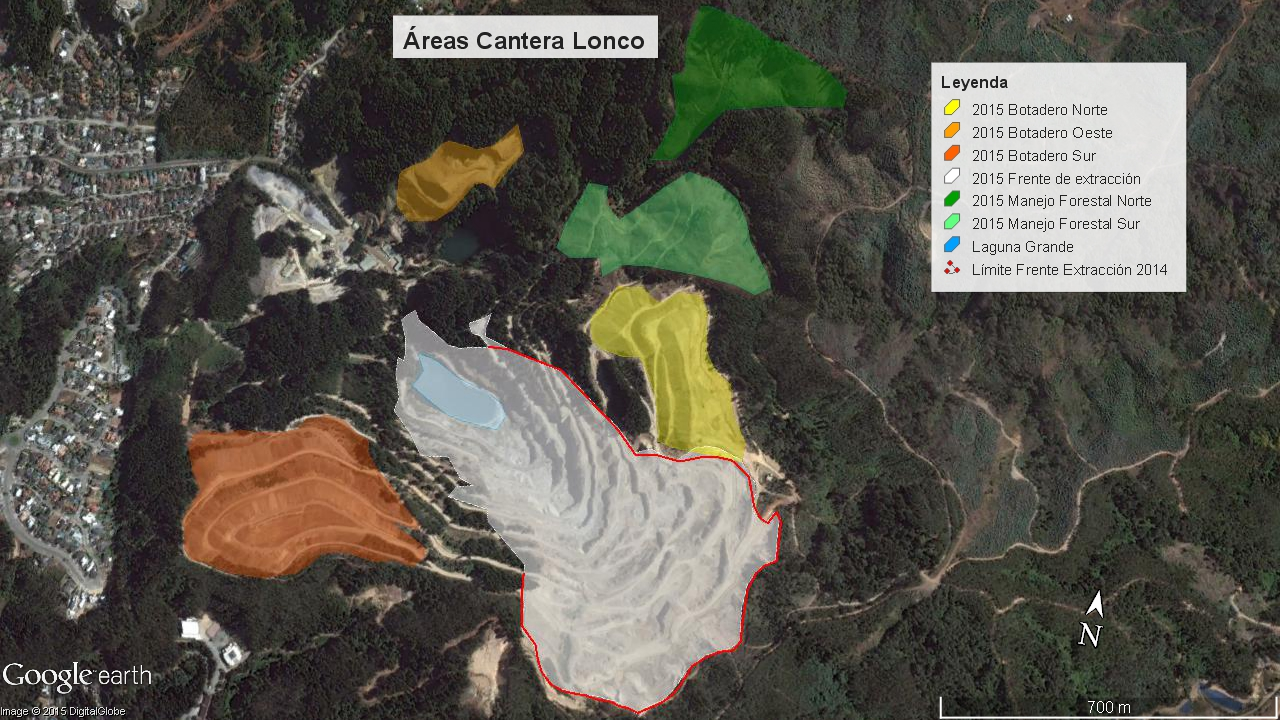 Áreas Cantera Lonco
Leyenda
2015 Botadero Norte
2015 Botadero Oeste
2015 Botadero Sur
2015 Frente de extracción
2015 Manejo Forestal Norte
2015 Manejo Forestal Sur
Laguna Grande
Límite Frente Extracción 2014
N
Google earth
Image © 2015 DigitalGlobe
700 m